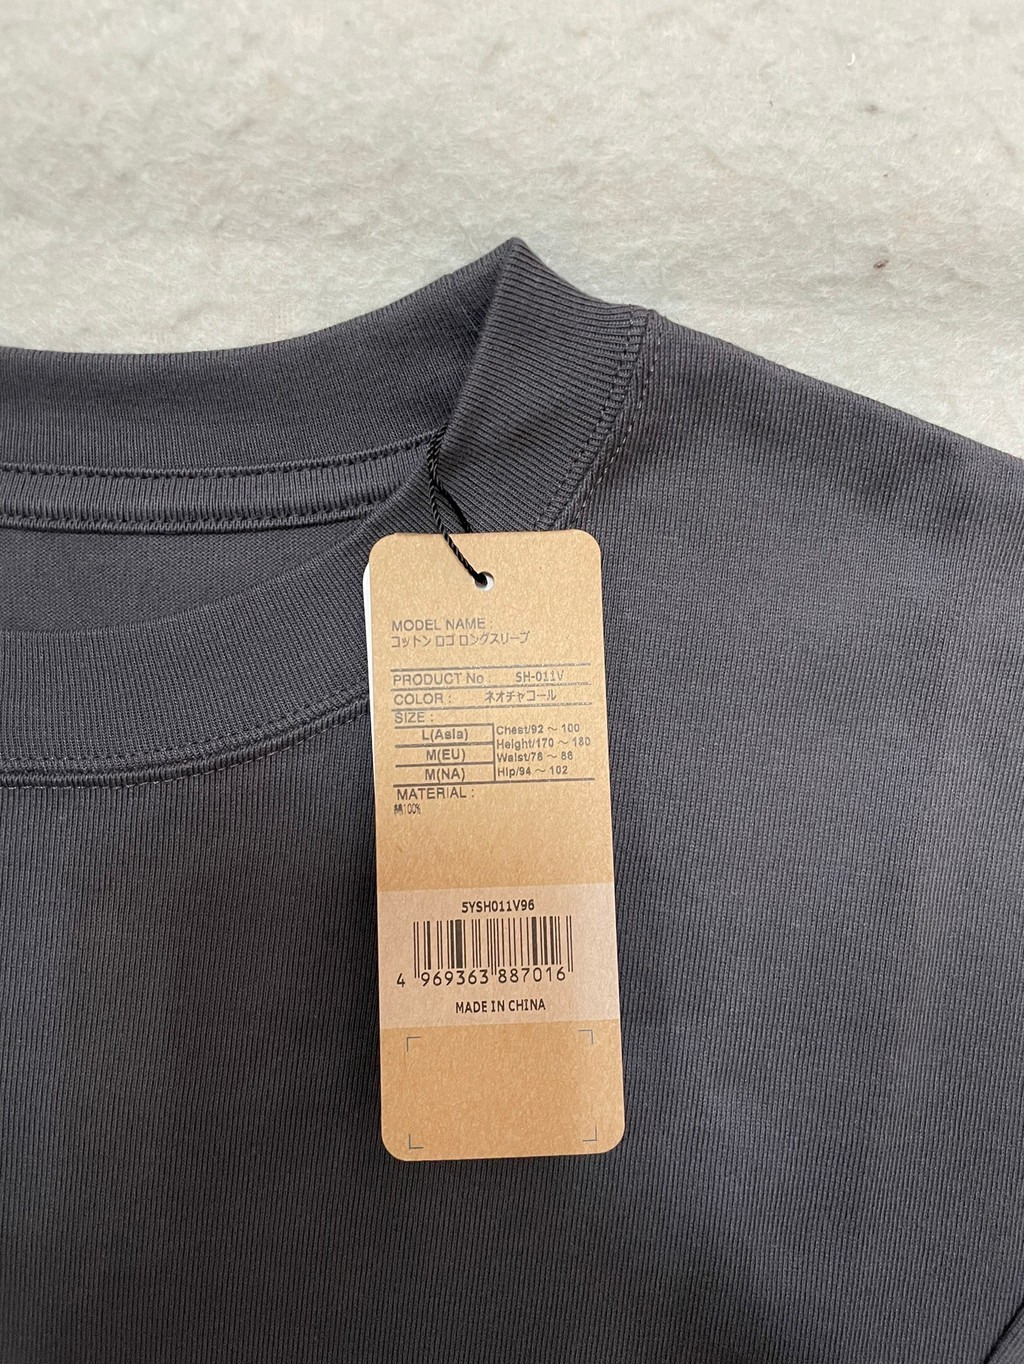 MODEL NAME :
コットン ロゴ ロングスリーブ
PRODUCT No : SH-011V
COLOR : ネオチャコール
SIZE :
L(Asia)
M(EU)
M(NA)
Chest/92 ～ 100
Height/170 ～ 180
Waist/76 ～ 86
Hip/94 ～ 102
MATERIAL :
綿100%
5YSH011V96
4 969363 887016
MADE IN CHINA